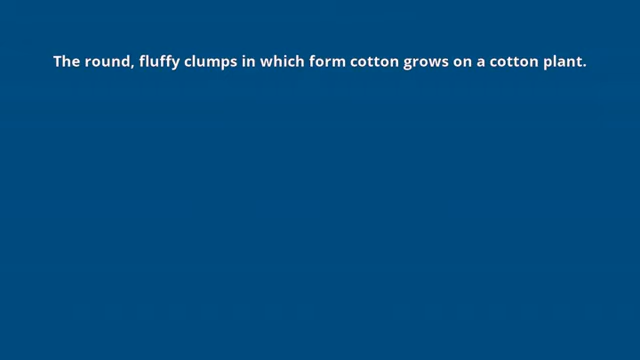 The round, fluffy clumps in which form cotton grows on a cotton plant.